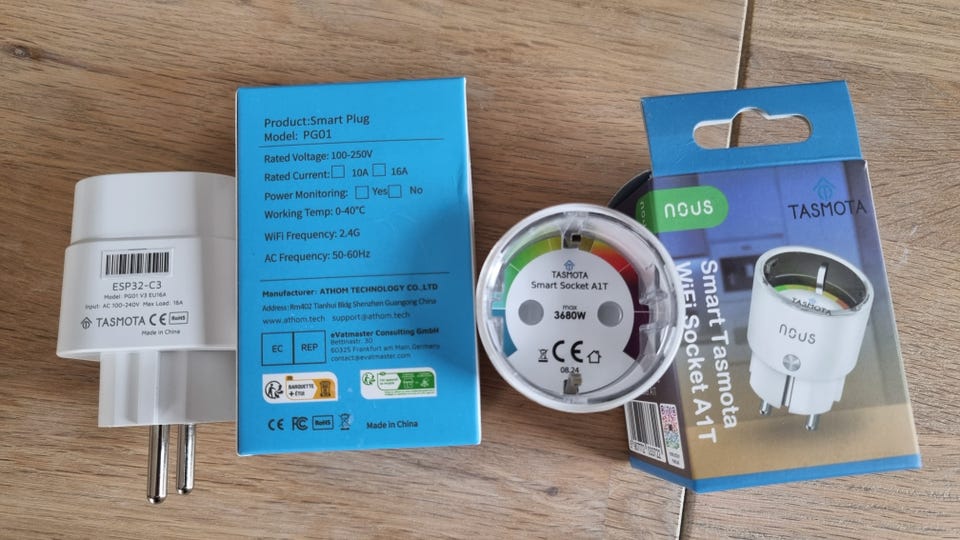 ESP32-C3
Model: PG01 V3 EU16A
Input: AC 100-240V Max Load: 16A
TASMOTA CE RoHS
Made in China
Product:Smart Plug
Model: PG01
Rated Voltage: 100-250V
Rated Current: 10A 16A
Power Monitoring: Yes No
Working Temp: 0-40°C
WiFi Frequency: 2.4G
AC Frequency: 50-60Hz
Manufacturer: ATHOM TECHNOLOGY CO.,LTD
Address:Rm402 Tianhui Bldg Shenzhen Guangong China
www.athom.tech support@athom.tech
EC REP
eVatmaster Consulting GmbH
Bettinastr. 30
60325 Frankfurt am Main, Germany
contact@evatmaster.com
BARQUETTE
+ ÉTUI
CE FC RoHS Made in China
TASMOTA
Smart Socket A1T
max
3680W
CE
08.24
nous
TASMOTA
Smart Tasmota
WiFi Socket A1T
TASMOTA
nous